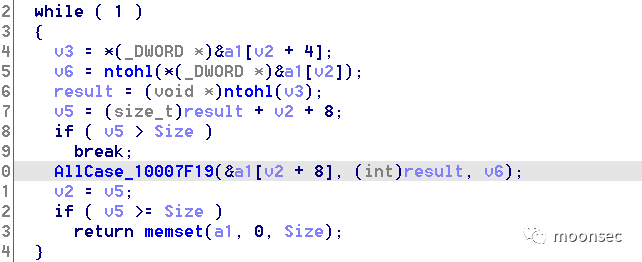 2 while ( 1 )
3 {
4 v3 = *(_DWORD *)&a1[v2 + 4];
5 v6 = ntohl(*(_DWORD *)&a1[v2]);
6 result = (void *)ntohl(v3);
7 v5 = (size_t)result + v2 + 8;
8 if ( v5 > Size )
9 break;
0 AllCase_10007F19(&a1[v2 + 8], (int)result, v6);
1 v2 = v5;
2 if ( v5 >= Size )
3 return memset(a1, 0, Size);
4 }
moonsec